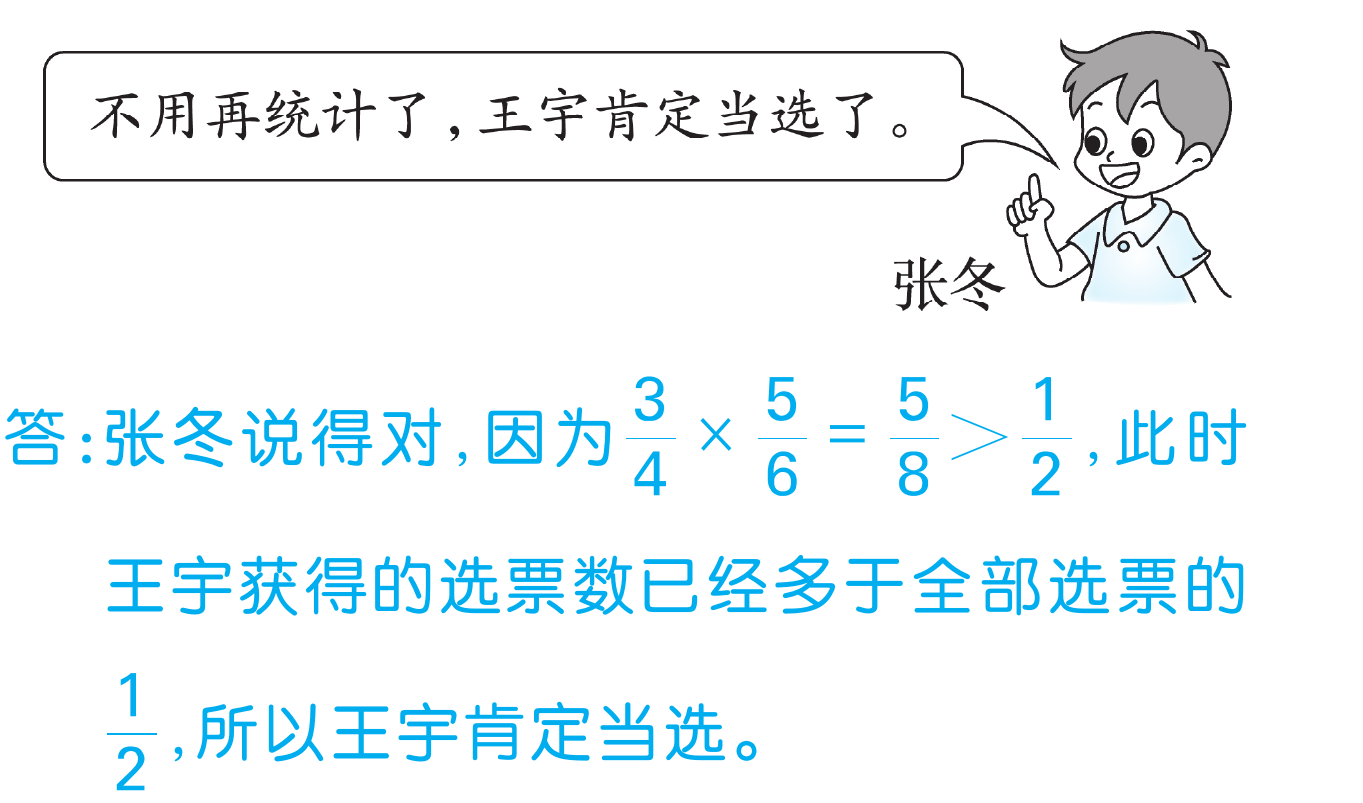 不用再统计了,王宇肯定当选了。
张冬
答:张冬说得对,因为3/4×5/6=5/8>1/2,此时
王宇获得的选票数已经多于全部选票的
1/2,所以王宇肯定当选。